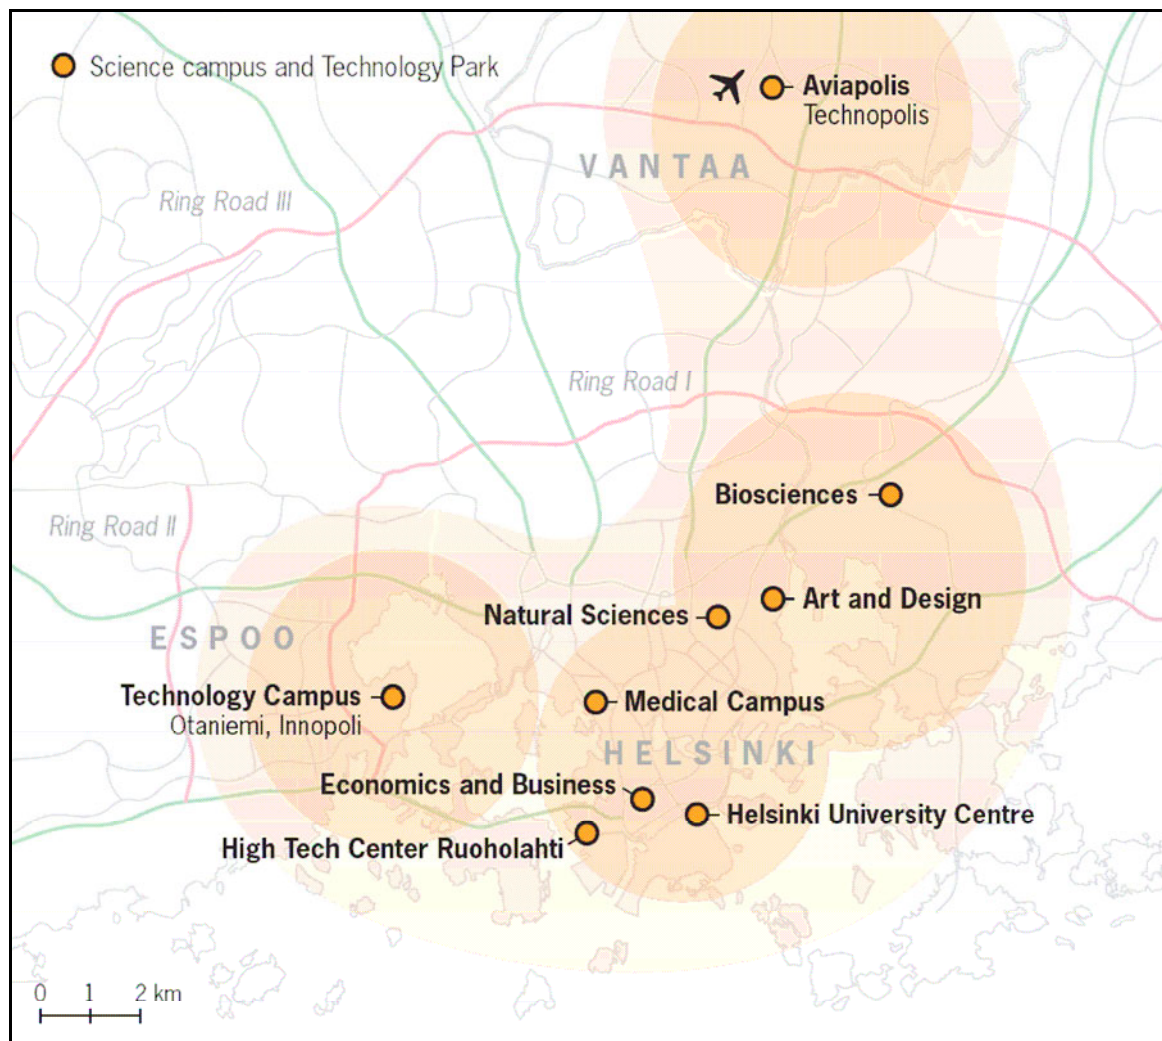 Science campus and Technology Park
Aviapolis
Technopolis
VANTAA
Ring Road III
Ring Road I
Biosciences
Ring Road II
Art and Design
Natural Sciences
ESPOO
Technology Campus
Otaniemi, Innopoli
Medical Campus
HELSINKI
Economics and Business
Helsinki University Centre
High Tech Center Ruoholahti
0 1 2 km